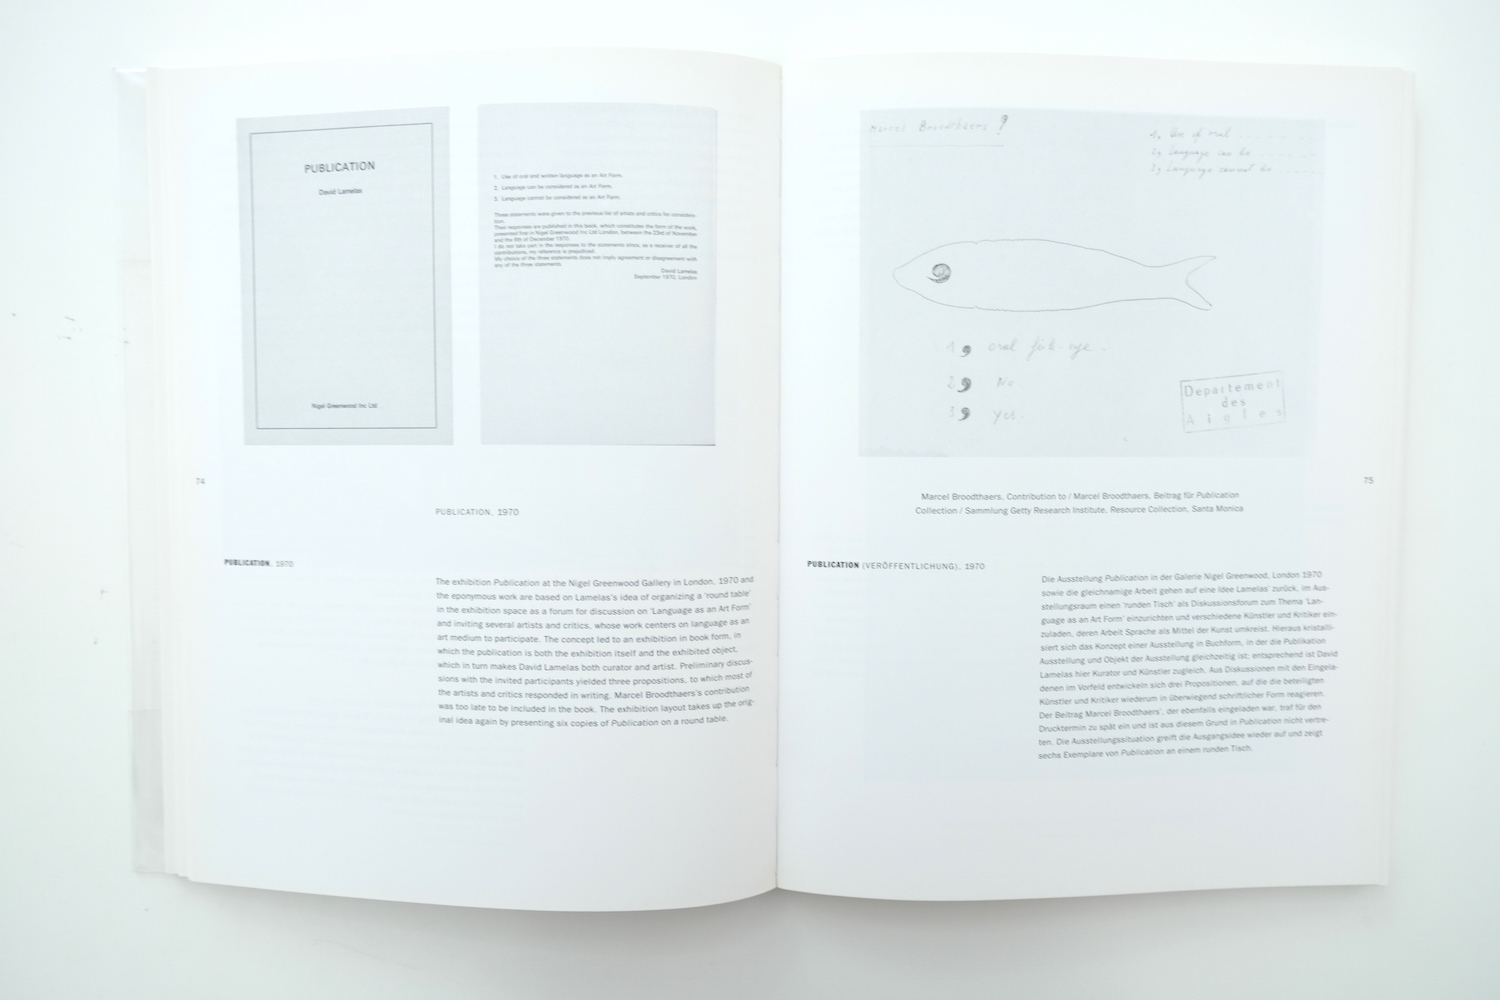 PUBLICATION
David Lamelas
Nigel Greenwood Inc Ltd
1. Use of oral and written language as an Art Form.
2. Language can be considered as an Art Form.
3. Language cannot be considered as an Art Form.
These statements were given to the previous list of artists and critics for considera-
tion.
Their responses are published in this book, which constitutes the form of the work,
presented live in Nigel Greenwood Inc Ltd London, between the 23rd of November
and the 6th of December 1970.
I do not take part in the responses to the statements since, as a receiver of all the
contributions, my reference is prejudiced.
My choice of the three statements does not imply agreement or disagreement with
any of the three statements.
David Lamelas
September 1970, London
74
PUBLICATION, 1970
PUBLICATION, 1970
The exhibition Publication at the Nigel Greenwood Gallery in London, 1970 and
the eponymous work are based on Lamelas's idea of organizing a 'round table'
in the exhibition space as a forum for discussion on 'Language as an Art Form'
and inviting several artists and critics, whose work centers on language as an
art medium to participate. The concept led to an exhibition in book form, in
which the publication is both the exhibition itself and the exhibited object,
which in turn makes David Lamelas both curator and artist. Preliminary discus-
sions with the invited participants yielded three propositions, to which most of
the artists and critics responded in writing. Marcel Broodthaers's contribution
was too late to be included in the book. The exhibition layout takes up the orig-
inal idea again by presenting six copies of Publication on a round table.
Marcel Broodthaers
1, Use of oral
2, Language can be
3, Language cannot be
1, oral
2, No.
3, Yes.
Departement
des
Aigles
75
Marcel Broodthaers, Contribution to / Marcel Broodthaers, Beitrag für Publication
Collection / Sammlung Getty Research Institute, Resource Collection, Santa Monica
PUBLICATION (VERÖFFENTLICHUNG), 1970
Die Ausstellung Publication in der Galerie Nigel Greenwood, London 1970
sowie die gleichnamige Arbeit gehen auf eine Idee Lamelas' zurück, im Aus-
stellungsraum einen 'runden Tisch' als Diskussionsforum zum Thema 'Lan-
guage as an Art Form' einzurichten und verschiedene Künstler und Kritiker ein-
zuladen, deren Arbeit Sprache als Mittel der Kunst umkreist. Hieraus kristalli-
siert sich das Konzept einer Ausstellung in Buchform, in der die Publikation
Ausstellung und Objekt der Ausstellung gleichzeitig ist; entsprechend ist David
Lamelas hier Kurator und Künstler zugleich. Aus Diskussionen mit den Eingela-
denen im Vorfeld entwickeln sich drei Propositionen, auf die die beteiligten
Künstler und Kritiker wiederum in überwiegend schriftlicher Form reagieren.
Der Beitrag Marcel Broodthaers', der ebenfalls eingeladen war, traf für den
Drucktermin zu spät ein und ist aus diesem Grund in Publication nicht vertre-
ten. Die Ausstellungssituation greift die Ausgangsidee wieder auf und zeigt
sechs Exemplare von Publication an einem runden Tisch.